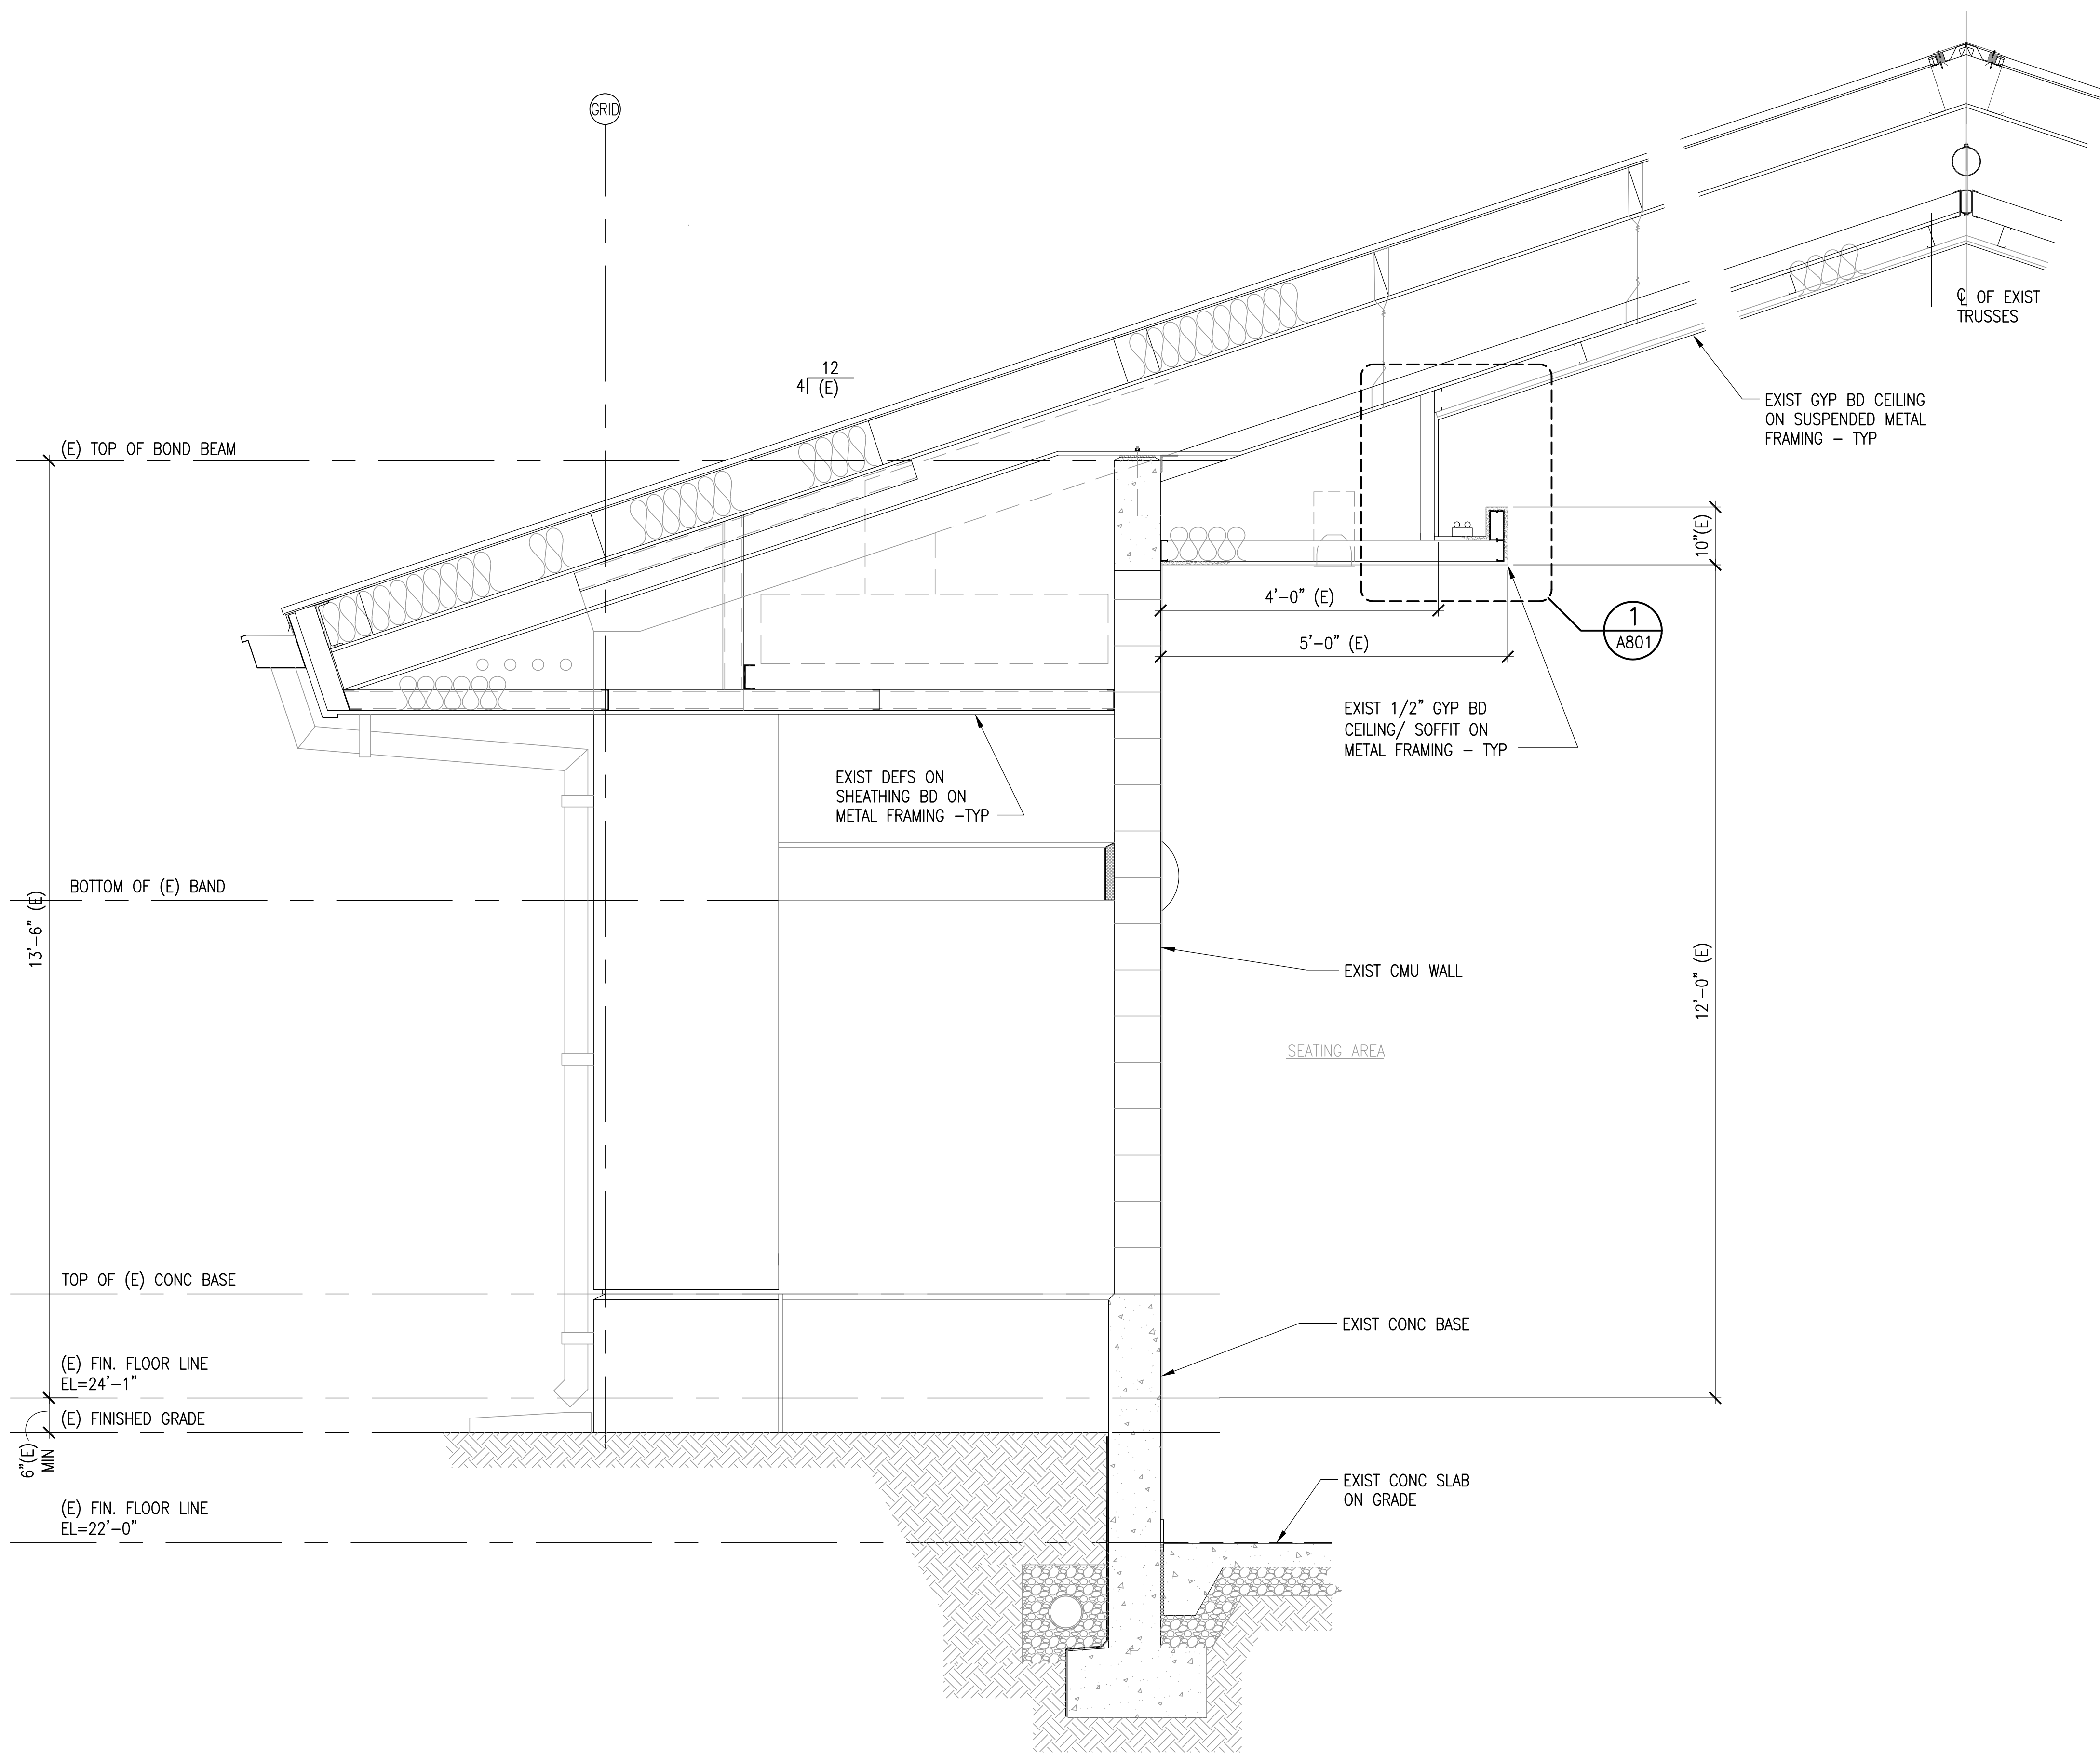 GRID
12
4 (E)
℄ OF EXIST
TRUSSES
EXIST GYP BD CEILING
ON SUSPENDED METAL
FRAMING – TYP
(E) TOP OF BOND BEAM
10"(E)
4'-0" (E)
5'-0" (E)
1
A801
EXIST 1/2" GYP BD
CEILING/ SOFFIT ON
METAL FRAMING – TYP
EXIST DEFS ON
SHEATHING BD ON
METAL FRAMING –TYP
BOTTOM OF (E) BAND
13'-6" (E)
EXIST CMU WALL
12'-0" (E)
SEATING AREA
TOP OF (E) CONC BASE
EXIST CONC BASE
(E) FIN. FLOOR LINE
EL=24'-1"
(E) FINISHED GRADE
6"(E)
MIN
EXIST CONC SLAB
ON GRADE
(E) FIN. FLOOR LINE
EL=22'-0"